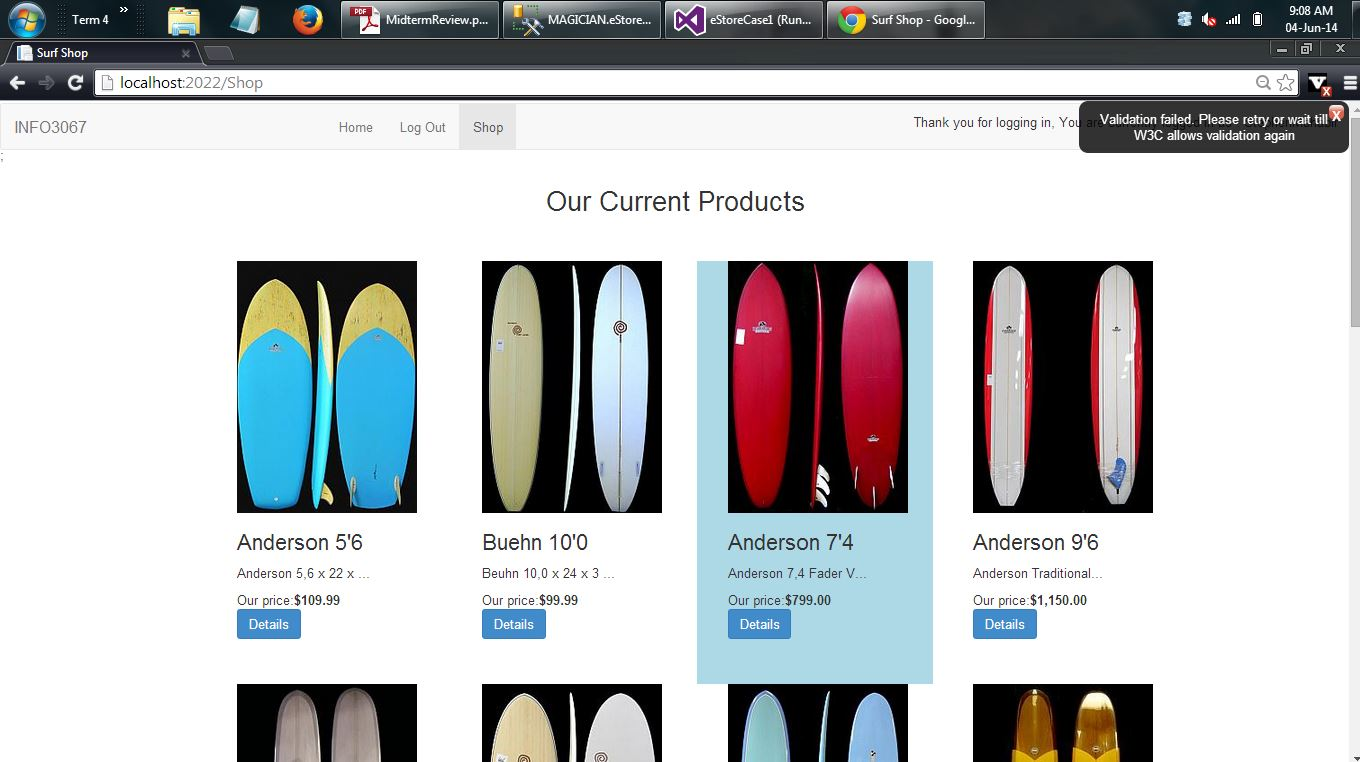 Term 4
»
MidtermReview.p...
MAGICIAN.eStore...
eStoreCase1 (Run...
Surf Shop - Googl...
9:08 AM
04-Jun-14
Surf Shop
localhost:2022/Shop
INFO3067
Home
Log Out
Shop
Thank you for logging in, You
Validation failed. Please retry or wait till
W3C allows validation again
;
Our Current Products
Anderson 5'6
Anderson 5,6 x 22 x ...
Our price:$109.99
Details
Buehn 10'0
Beuhn 10,0 x 24 x 3 ...
Our price:$99.99
Details
Anderson 7'4
Anderson 7,4 Fader V...
Our price:$799.00
Details
Anderson 9'6
Anderson Traditional...
Our price:$1,150.00
Details